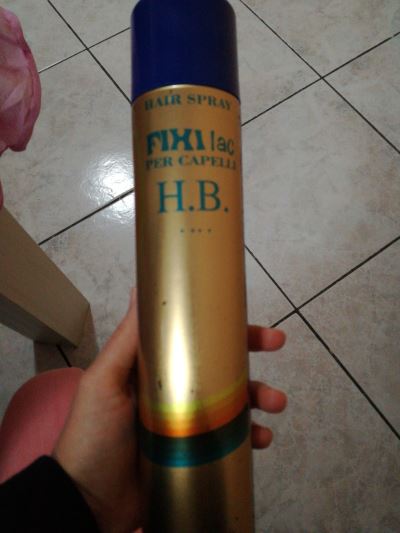 HAIR SPRAY
FIXI lac
PER CAPELLI
H.B.